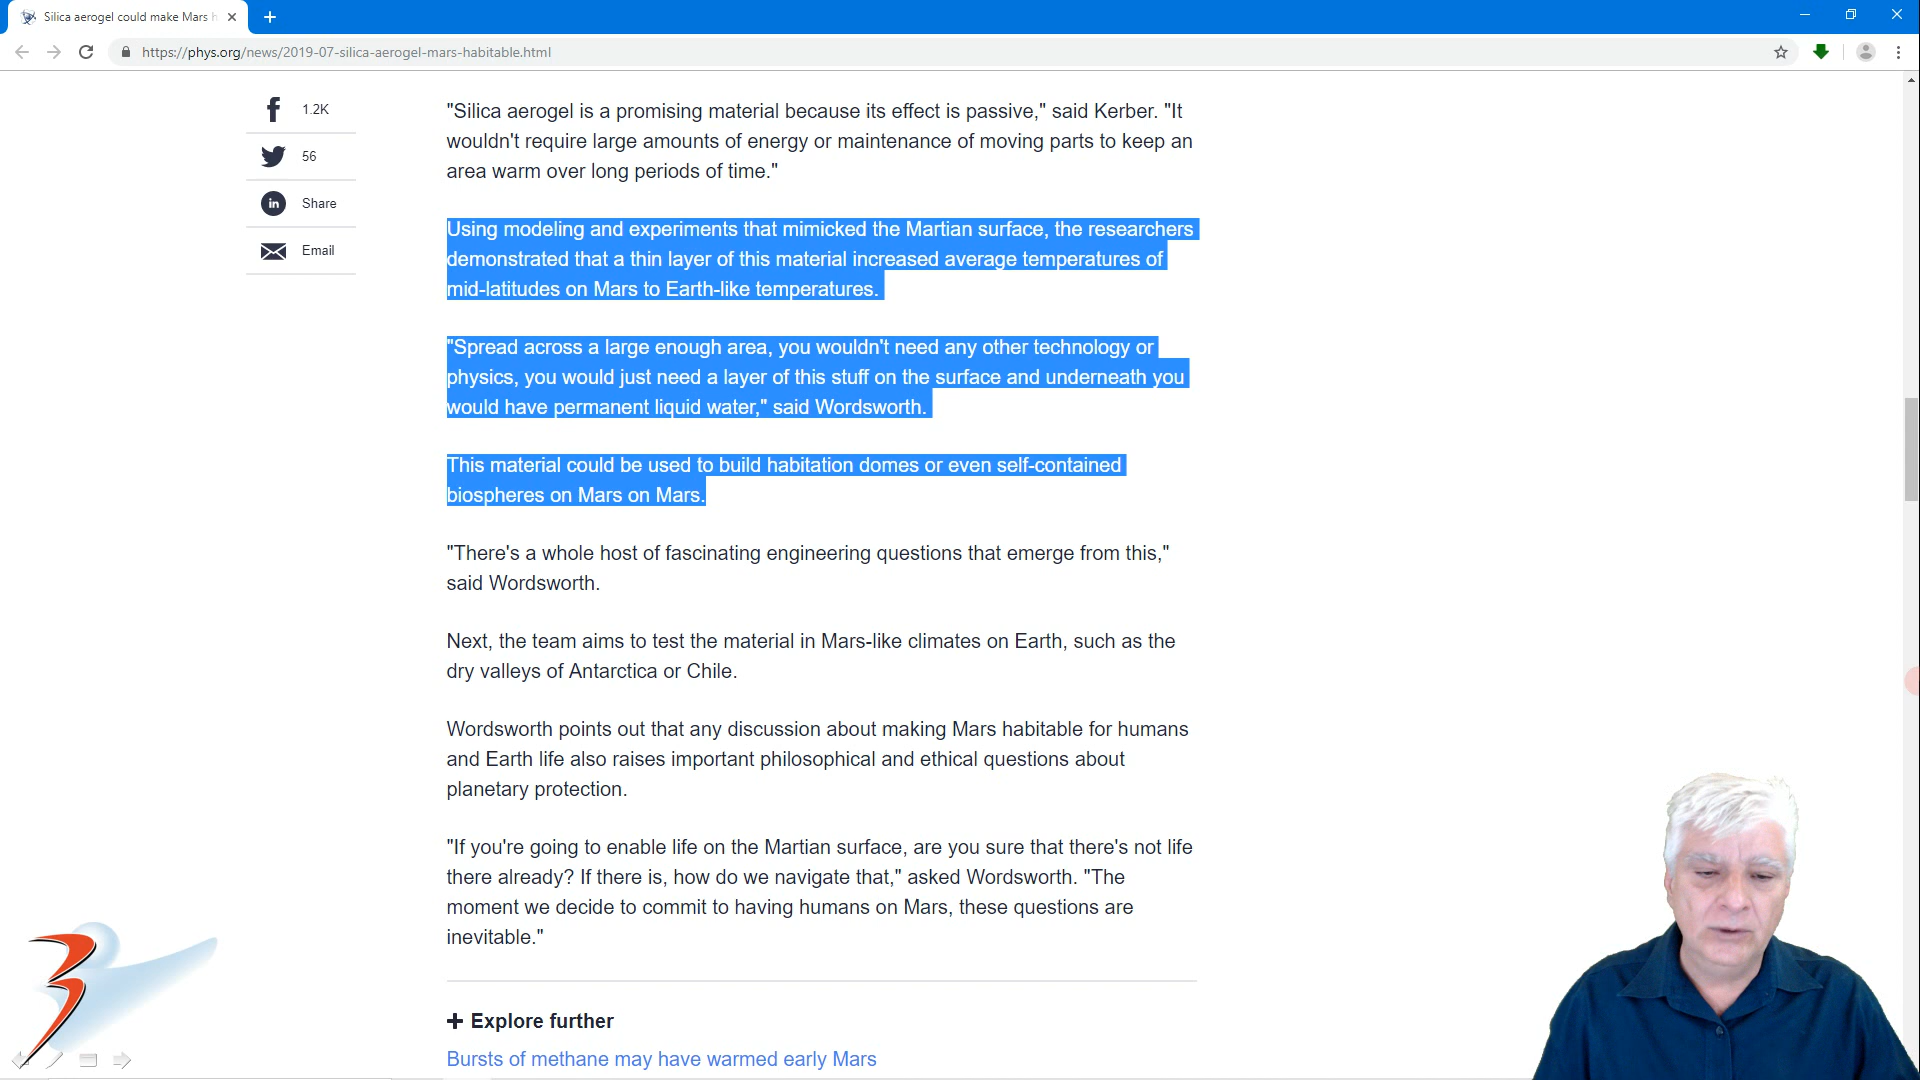 Silica aerogel could make Mars h
https://phys.org/news/2019-07-silica-aerogel-mars-habitable.html
1.2K
56
in Share
Email
"Silica aerogel is a promising material because its effect is passive," said Kerber. "It
wouldn't require large amounts of energy or maintenance of moving parts to keep an
area warm over long periods of time."
Using modeling and experiments that mimicked the Martian surface, the researchers
demonstrated that a thin layer of this material increased average temperatures of
mid-latitudes on Mars to Earth-like temperatures.
"Spread across a large enough area, you wouldn't need any other technology or
physics, you would just need a layer of this stuff on the surface and underneath you
would have permanent liquid water," said Wordsworth.
This material could be used to build habitation domes or even self-contained
biospheres on Mars on Mars.
"There's a whole host of fascinating engineering questions that emerge from this,"
said Wordsworth.
Next, the team aims to test the material in Mars-like climates on Earth, such as the
dry valleys of Antarctica or Chile.
Wordsworth points out that any discussion about making Mars habitable for humans
and Earth life also raises important philosophical and ethical questions about
planetary protection.
"If you're going to enable life on the Martian surface, are you sure that there's not life
there already? If there is, how do we navigate that," asked Wordsworth. "The
moment we decide to commit to having humans on Mars, these questions are
inevitable."
Explore further
Bursts of methane may have warmed early Mars